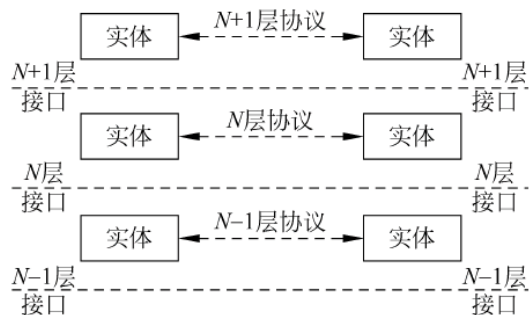 N+1层协议
实体 实体
N+1层 N+1层
接口 接口
N层协议
实体 实体
N层 N层
接口 接口
N–1层协议
实体 实体
N–1层 N–1层
接口 接口